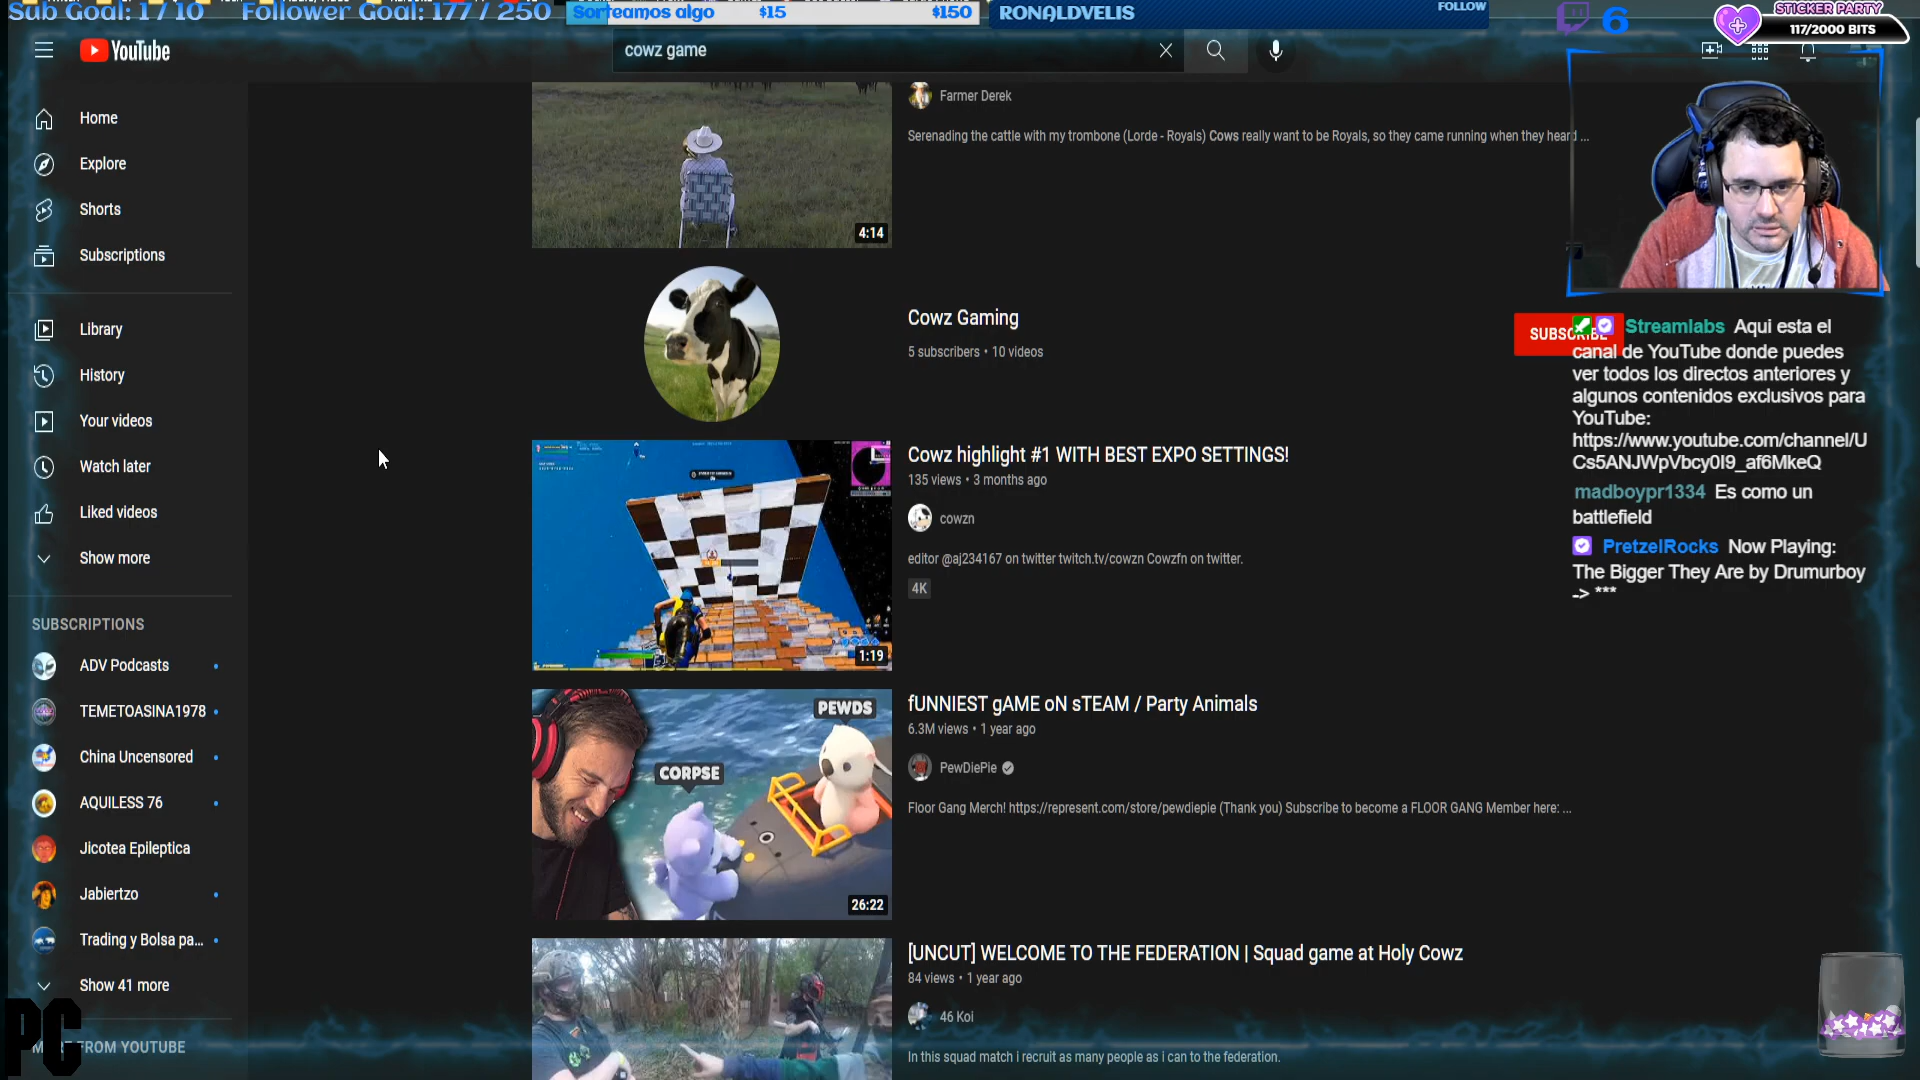 Sub Goal: 1 / 10
Follower Goal: 177 / 250
Sorteamos algo $15 $150
RONALDVELIS
FOLLOW
6
STICKER PARTY
117/2000 BITS
YouTube
cowz game
Home
Explore
Shorts
Subscriptions
Library
History
Your videos
Watch later
Liked videos
Show more
SUBSCRIPTIONS
ADV Podcasts
TEMETOASINA1978
China Uncensored
AQUILESS 76
Jicotea Epileptica
Jabiertzo
Trading y Bolsa pa...
Show 41 more
FROM YOUTUBE
PC
4:14
Farmer Derek
Serenading the cattle with my trombone (Lorde - Royals) Cows really want to be Royals, so they came running when they heard ...
Cowz Gaming
5 subscribers • 10 videos
SUBSCRIBE
1:19
Cowz highlight #1 WITH BEST EXPO SETTINGS!
135 views • 3 months ago
cowzn
editor @aj234167 on twitter twitch.tv/cowzn Cowzfn on twitter.
4K
PEWDS
CORPSE
26:22
fUNNIEST gAME oN sTEAM / Party Animals
6.3M views • 1 year ago
PewDiePie
Floor Gang Merch! https://represent.com/store/pewdiepie (Thank you) Subscribe to become a FLOOR GANG Member here: ...
[UNCUT] WELCOME TO THE FEDERATION | Squad game at Holy Cowz
84 views • 1 year ago
46 Koi
In this squad match i recruit as many people as i can to the federation.
Streamlabs Aqui esta el
canal de YouTube donde puedes
ver todos los directos anteriores y
algunos contenidos exclusivos para
YouTube:
https://www.youtube.com/channel/U
Cs5ANJWpVbcy0I9_af6MkeQ
madboypr1334 Es como un
battlefield
PretzelRocks Now Playing:
The Bigger They Are by Drumurboy
-> ***